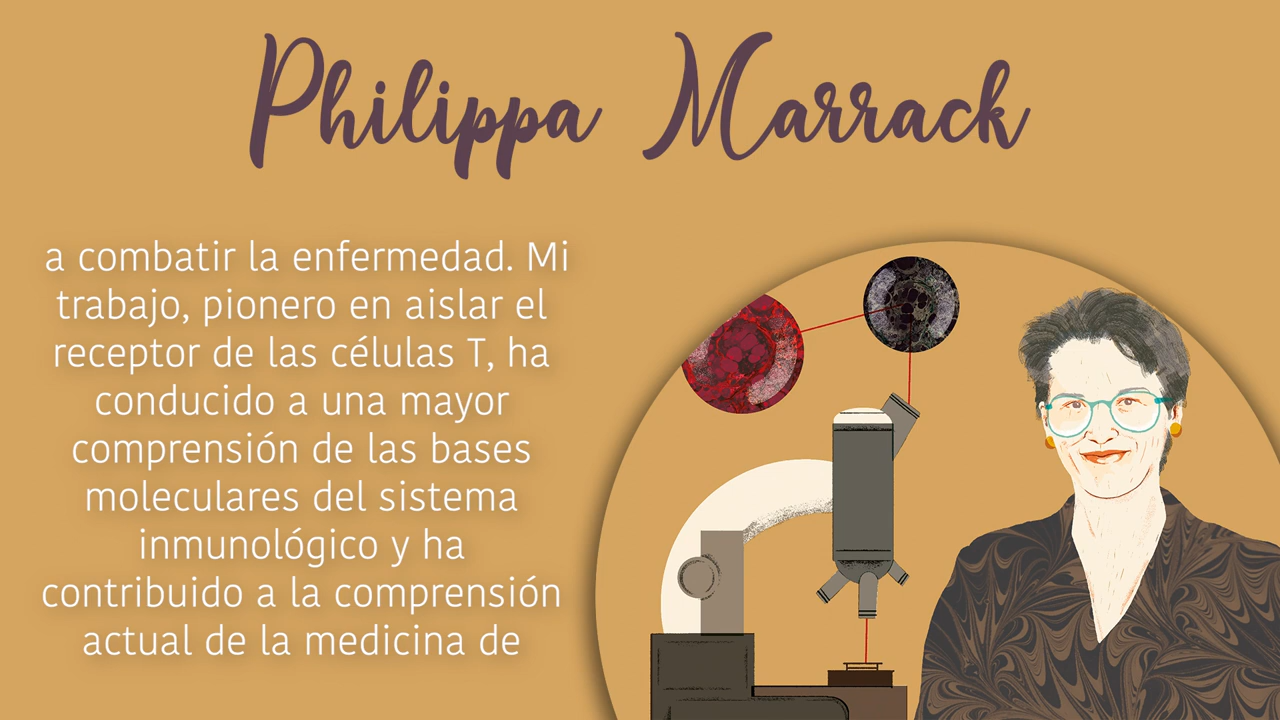 Philippa Marrack
a combatir la enfermedad. Mi
trabajo, pionero en aislar el
receptor de las células T, ha
conducido a una mayor
comprensión de las bases
moleculares del sistema
inmunológico y ha
contribuido a la comprensión
actual de la medicina de